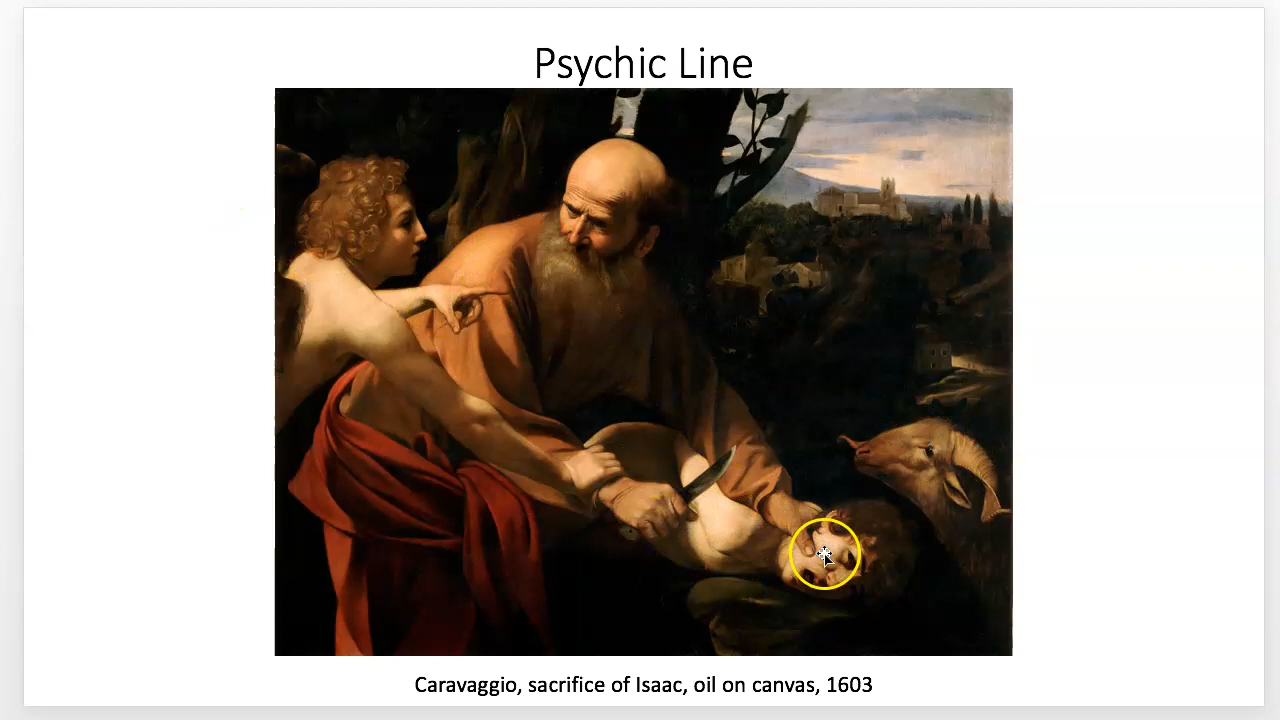 Psychic Line
Caravaggio, sacrifice of Isaac, oil on canvas, 1603